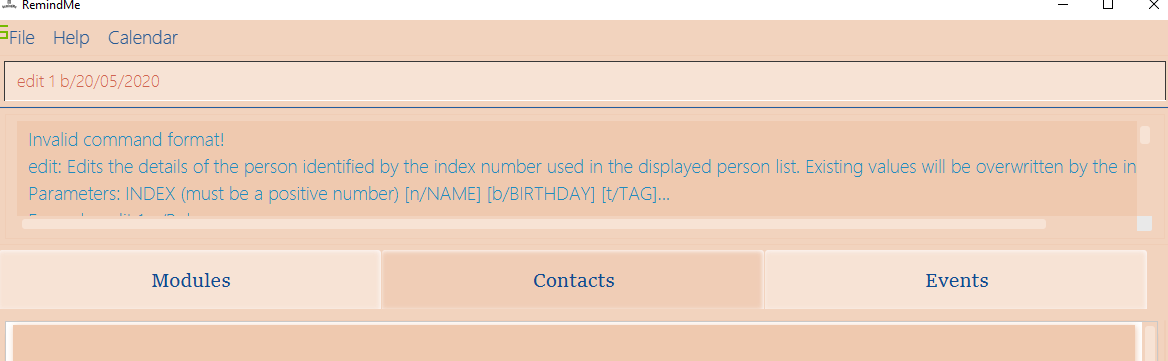 RemindMe
File Help Calendar
edit 1 b/20/05/2020
Invalid command format!
edit: Edits the details of the person identified by the index number used in the displayed person list. Existing values will be overwritten by the in
Parameters: INDEX (must be a positive number) [n/NAME] [b/BIRTHDAY] [t/TAG]...
Modules Contacts Events